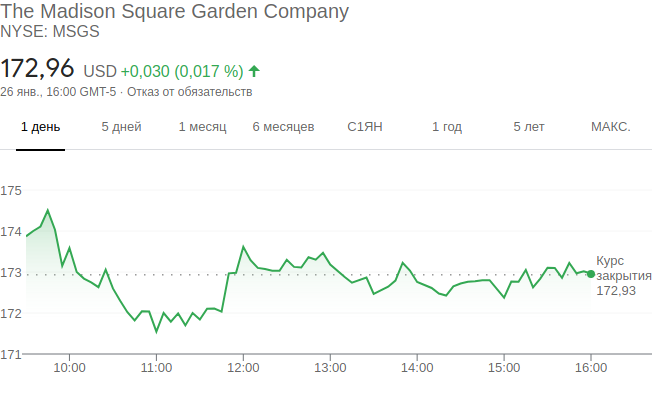 The Madison Square Garden Company
NYSE: MSGS
172,96 USD +0,030 (0,017 %)
26 янв., 16:00 GMT-5 · Отказ от обязательств
1 день 5 дней 1 месяц 6 месяцев С1ЯН 1 год 5 лет МАКС.
175
174
Курс
173 закрытия
172,93
172
171
10:00 11:00 12:00 13:00 14:00 15:00 16:00